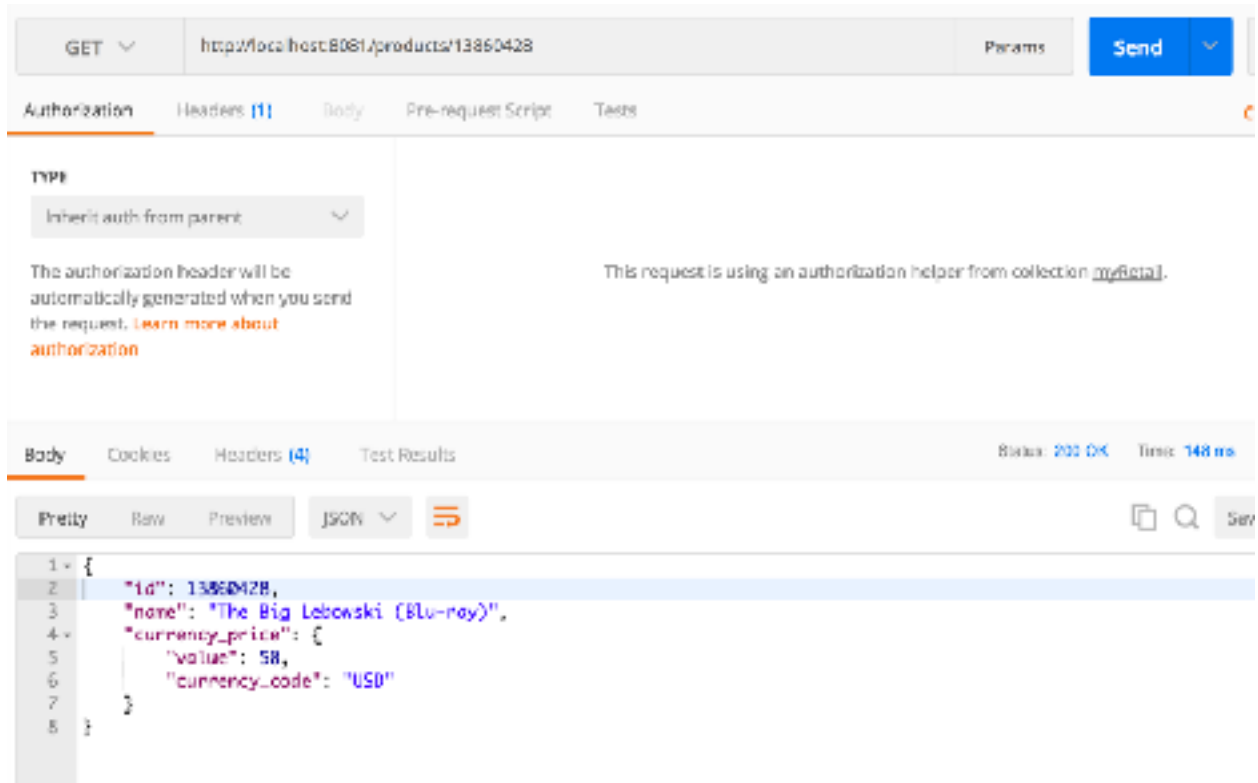 GET http://localhost:8081/products/13860428 Params Send
Authorization Headers (1) Body Pre-request Script Tests
TYPE
Inherit auth from parent
The authorization header will be
automatically generated when you send
the request. Learn more about
authorization
This request is using an authorization helper from collection myRetail.
Body Cookies Headers (4) Test Results Status: 200 OK Time: 148 ms
Pretty Raw Preview JSON Sav
1 {
2 "id": 13860428,
3 "name": "The Big Lebowski (Blu-ray)",
4 "currency_price": {
5 "value": 50,
6 "currency_code": "USD"
7 }
8 }